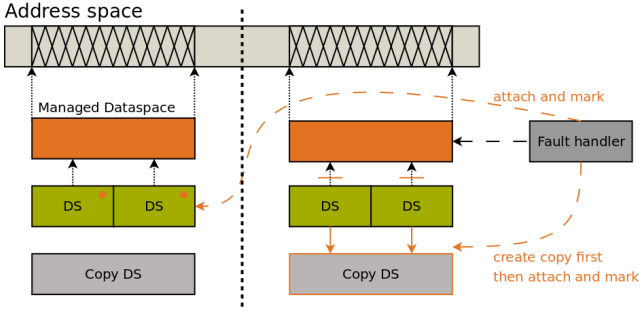 Address space
attach and mark
Managed Dataspace
Fault handler
DS
DS
DS
DS
Copy DS
Copy DS
create copy first
then attach and mark